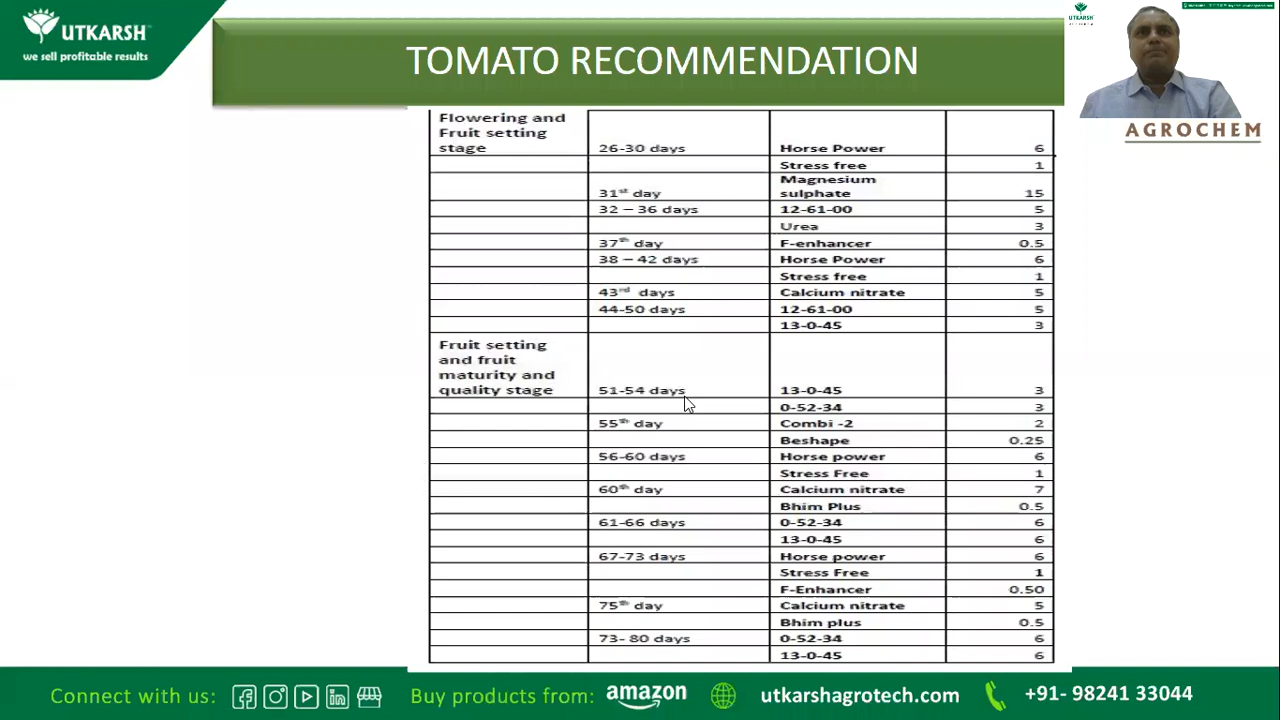 UTKARSH
we sell profitable results
TOMATO RECOMMENDATION
UTKARSH
AGROCHEM
Flowering and
Fruit setting
stage 26-30 days Horse Power 6
Stress free 1
Magnesium
31st day sulphate 15
32 – 36 days 12-61-00 5
Urea 3
37th day F-enhancer 0.5
38 – 42 days Horse Power 6
Stress free 1
43rd days Calcium nitrate 5
44-50 days 12-61-00 5
13-0-45 3
Fruit setting
and fruit
maturity and
quality stage 51-54 days 13-0-45 3
0-52-34 3
55th day Combi -2 2
Beshape 0.25
56-60 days Horse power 6
Stress Free 1
60th day Calcium nitrate 7
Bhim Plus 0.5
61-66 days 0-52-34 6
13-0-45 6
67-73 days Horse power 6
Stress Free 1
F-Enhancer 0.50
75th day Calcium nitrate 5
Bhim plus 0.5
73- 80 days 0-52-34 6
13-0-45 6
Connect with us: Buy products from: amazon utkarshagrotech.com +91- 98241 33044